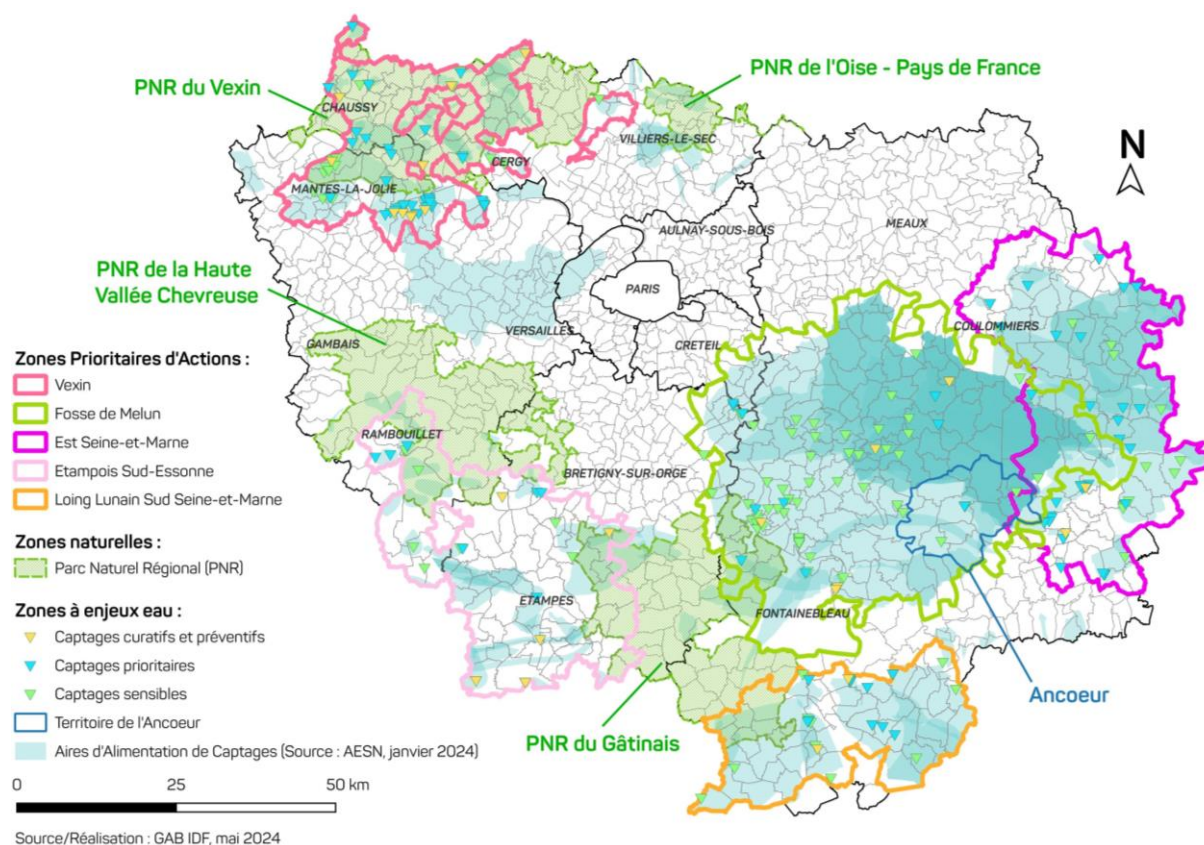 PNR du Vexin
PNR de l'Oise - Pays de France
CHAUSSY
VILLIERS-LE-SEC
N
CERGY
MANTES-LA-JOLIE
MEAUX
AULNAY-SOUS-BOIS
PNR de la Haute
Vallée Chevreuse
PARIS
VERSAILLES
COULOMMIERS
GAMBAIS
CRETEIL
Zones Prioritaires d'Actions :
Vexin
Fosse de Melun
Est Seine-et-Marne
Etampois Sud-Essonne
Loing Lunain Sud Seine-et-Marne
RAMBOUILLET
BRETIGNY-SUR-ORGE
Zones naturelles :
Parc Naturel Régional (PNR)
ETAMPES
FONTAINEBLEAU
Zones à enjeux eau :
Captages curatifs et préventifs
Captages prioritaires
Captages sensibles
Territoire de l'Ancoeur
Aires d'Alimentation de Captages (Source : AESN, janvier 2024)
Ancoeur
PNR du Gâtinais
0 25 50 km
Source/Réalisation : GAB IDF, mai 2024